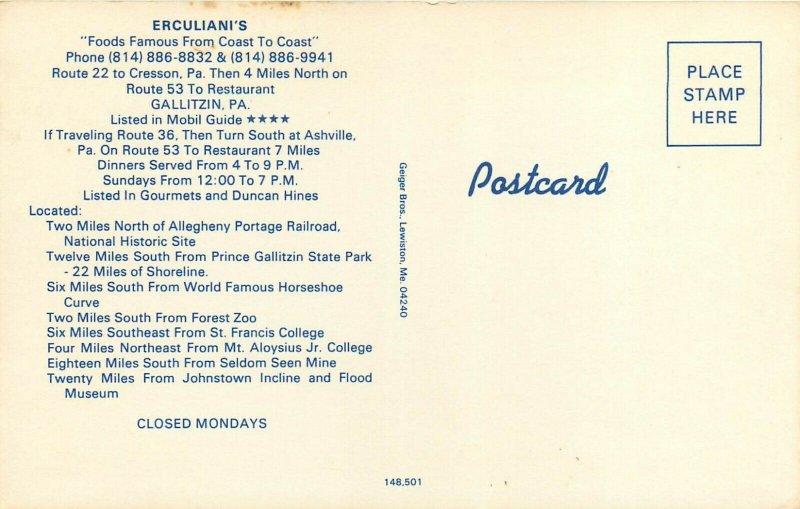 ERCULIANI'S
"Foods Famous From Coast To Coast"
Phone (814) 886-8832 & (814) 886-9941
Route 22 to Cresson, Pa. Then 4 Miles North on
Route 53 To Restaurant
GALLITZIN, PA.
Listed in Mobil Guide ★★★★
If Traveling Route 36, Then Turn South at Ashville,
Pa. On Route 53 To Restaurant 7 Miles
Dinners Served From 4 To 9 P.M.
Sundays From 12:00 To 7 P.M.
Listed In Gourmets and Duncan Hines
Located:
Two Miles North of Allegheny Portage Railroad,
National Historic Site
Twelve Miles South From Prince Gallitzin State Park
- 22 Miles of Shoreline.
Six Miles South From World Famous Horseshoe
Curve
Two Miles South From Forest Zoo
Six Miles Southeast From St. Francis College
Four Miles Northeast From Mt. Aloysius Jr. College
Eighteen Miles South From Seldom Seen Mine
Twenty Miles From Johnstown Incline and Flood
Museum
CLOSED MONDAYS
Geiger Bros., Lewiston, Me. 04240
148,501
Postcard
PLACE
STAMP
HERE